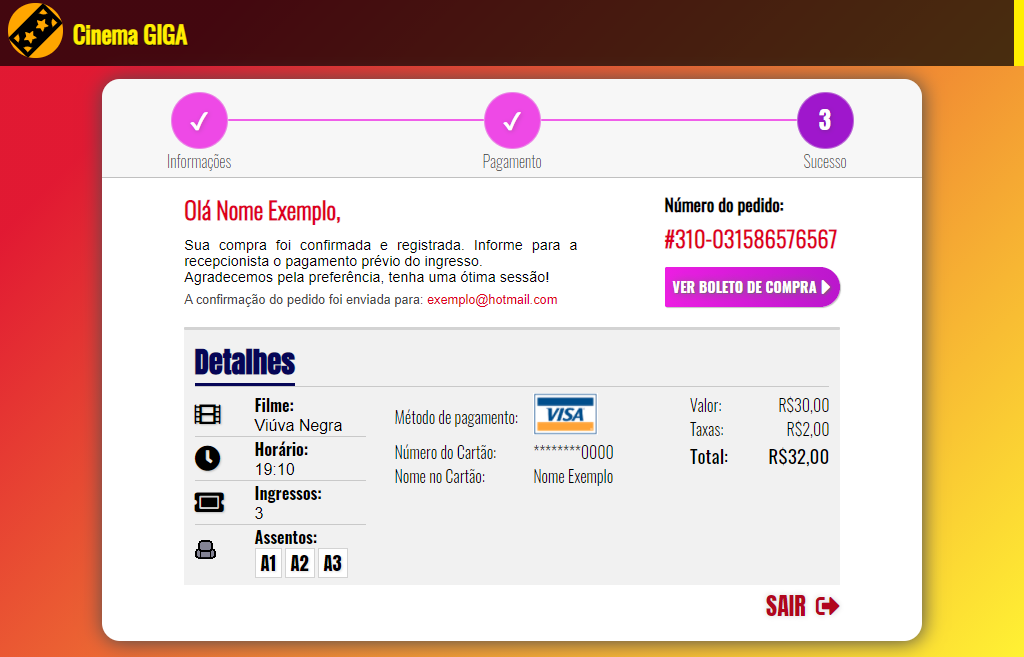 Cinema GIGA
✓ ✓ 3
Informações Pagamento Sucesso
Olá Nome Exemplo,
Sua compra foi confirmada e registrada. Informe para a
recepcionista o pagamento prévio do ingresso.
Agradecemos pela preferência, tenha uma ótima sessão!
A confirmação do pedido foi enviada para: exemplo@hotmail.com
Número do pedido:
#310-031586576567
VER BOLETO DE COMPRA
Detalhes
Filme:
Viúva Negra
Horário:
19:10
Ingressos:
3
Assentos:
A1 A2 A3
Método de pagamento: VISA
Número do Cartão: ********0000
Nome no Cartão: Nome Exemplo
Valor: R$30,00
Taxas: R$2,00
Total: R$32,00
SAIR